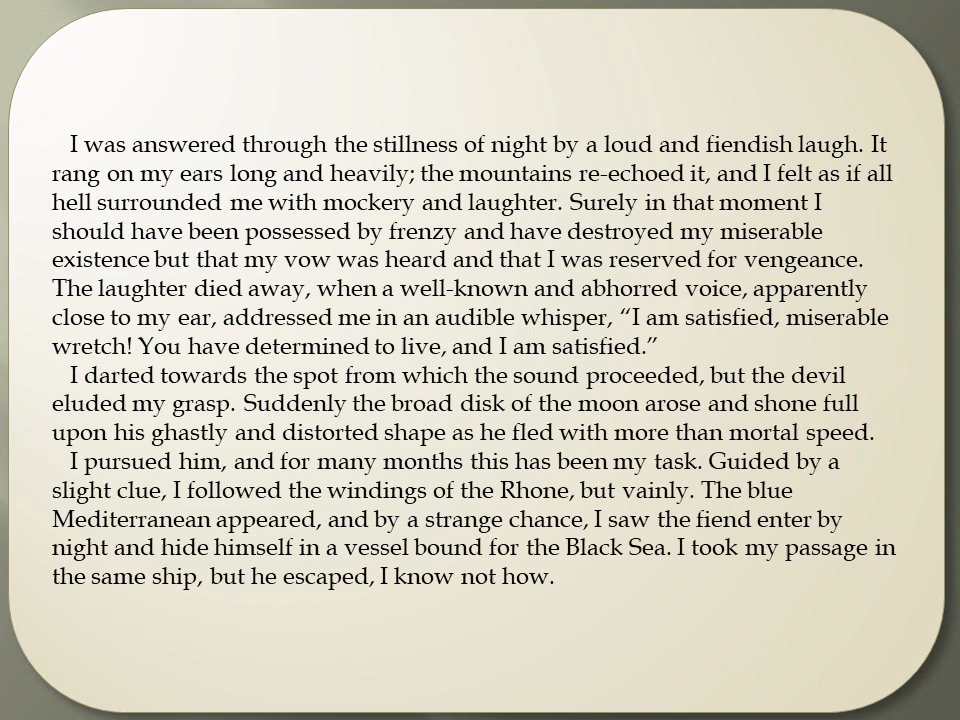 I was answered through the stillness of night by a loud and fiendish laugh. It
rang on my ears long and heavily; the mountains re-echoed it, and I felt as if all
hell surrounded me with mockery and laughter. Surely in that moment I
should have been possessed by frenzy and have destroyed my miserable
existence but that my vow was heard and that I was reserved for vengeance.
The laughter died away, when a well-known and abhorred voice, apparently
close to my ear, addressed me in an audible whisper, “I am satisfied, miserable
wretch! You have determined to live, and I am satisfied.”
I darted towards the spot from which the sound proceeded, but the devil
eluded my grasp. Suddenly the broad disk of the moon arose and shone full
upon his ghastly and distorted shape as he fled with more than mortal speed.
I pursued him, and for many months this has been my task. Guided by a
slight clue, I followed the windings of the Rhone, but vainly. The blue
Mediterranean appeared, and by a strange chance, I saw the fiend enter by
night and hide himself in a vessel bound for the Black Sea. I took my passage in
the same ship, but he escaped, I know not how.